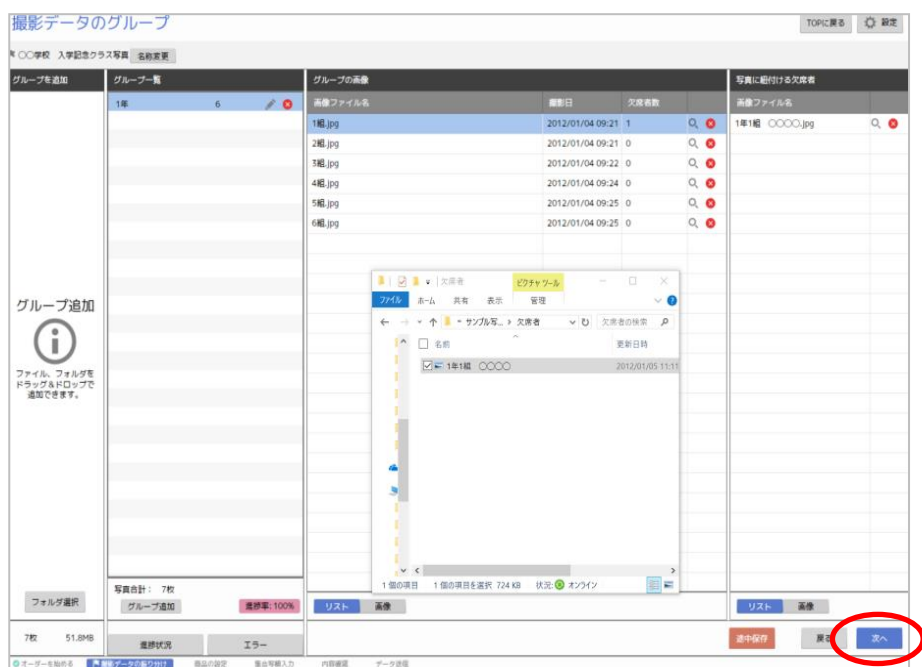 撮影データのグループ
TOPに戻る
設定
○○学校 入学記念クラス写真 名称変更
グループを追加
グループ一覧
グループの画像
写真に紐付ける欠席者
画像ファイル名
撮影日
欠席者数
画像ファイル名
1年
6
1組.jpg
2012/01/04 09:21
1
1年1組 ○○○○.jpg
2組.jpg
2012/01/04 09:21
0
3組.jpg
2012/01/04 09:22
0
4組.jpg
2012/01/04 09:24
0
5組.jpg
2012/01/04 09:25
0
6組.jpg
2012/01/04 09:25
0
グループ追加
ファイル、フォルダを
ドラッグ&ドロップで
追加できます。
欠席者
ピクチャ ツール
ファイル
ホーム
共有
表示
管理
サンプル写... › 欠席者
欠席者の検索
名前
更新日時
1年1組 ○○○○
2012/01/05 11:11
1 個の項目
1 個の項目を選択 724 KB
状況: オンライン
フォルダ選択
写真合計: 7枚
グループ追加
進捗率:100%
リスト
画像
リスト
画像
7枚
51.8MB
進捗状況
エラー
途中保存
戻る
次へ
オーダーを始める
撮影データの振り分け
商品の設定
集合写頼入力
内容確認
データ送信